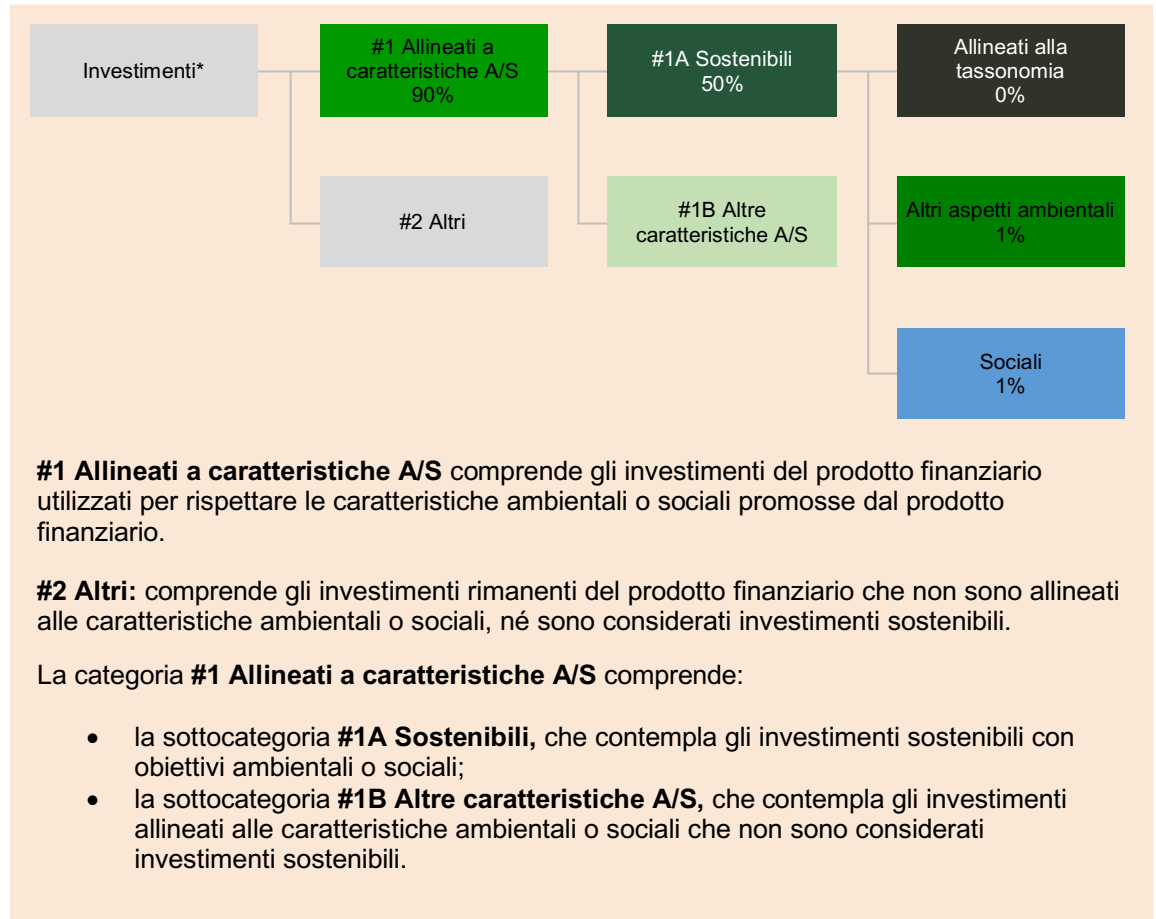 Investimenti*
#1 Allineati a
caratteristiche A/S
90%
#1A Sostenibili
50%
Allineati alla
tassonomia
0%
#2 Altri
#1B Altre
caratteristiche A/S
Altri aspetti ambientali
1%
Sociali
1%
#1 Allineati a caratteristiche A/S comprende gli investimenti del prodotto finanziario
utilizzati per rispettare le caratteristiche ambientali o sociali promosse dal prodotto
finanziario.
#2 Altri: comprende gli investimenti rimanenti del prodotto finanziario che non sono allineati
alle caratteristiche ambientali o sociali, né sono considerati investimenti sostenibili.
La categoria #1 Allineati a caratteristiche A/S comprende:
• la sottocategoria #1A Sostenibili, che contempla gli investimenti sostenibili con
obiettivi ambientali o sociali;
• la sottocategoria #1B Altre caratteristiche A/S, che contempla gli investimenti
allineati alle caratteristiche ambientali o sociali che non sono considerati
investimenti sostenibili.